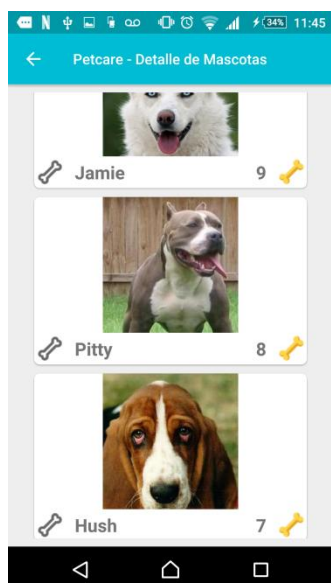 34% 11:45
Petcare - Detalle de Mascotas
Jamie 9
Pitty 8
Hush 7